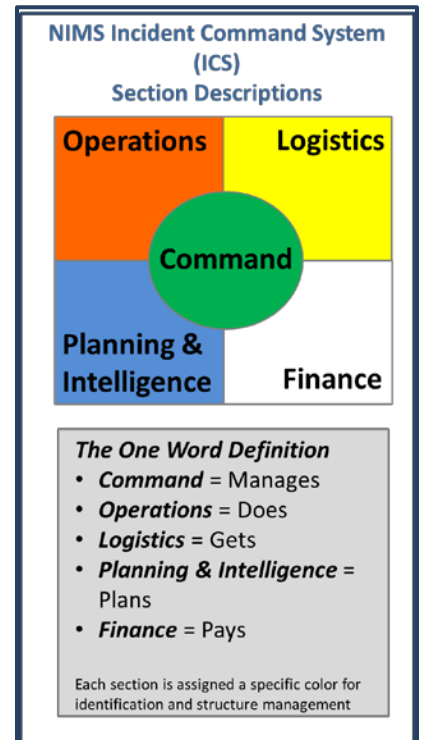 NIMS Incident Command System
(ICS)
Section Descriptions
Operations
Logistics
Command
Planning &
Intelligence
Finance
The One Word Definition
• Command = Manages
• Operations = Does
• Logistics = Gets
• Planning & Intelligence =
Plans
• Finance = Pays
Each section is assigned a specific color for
identification and structure management